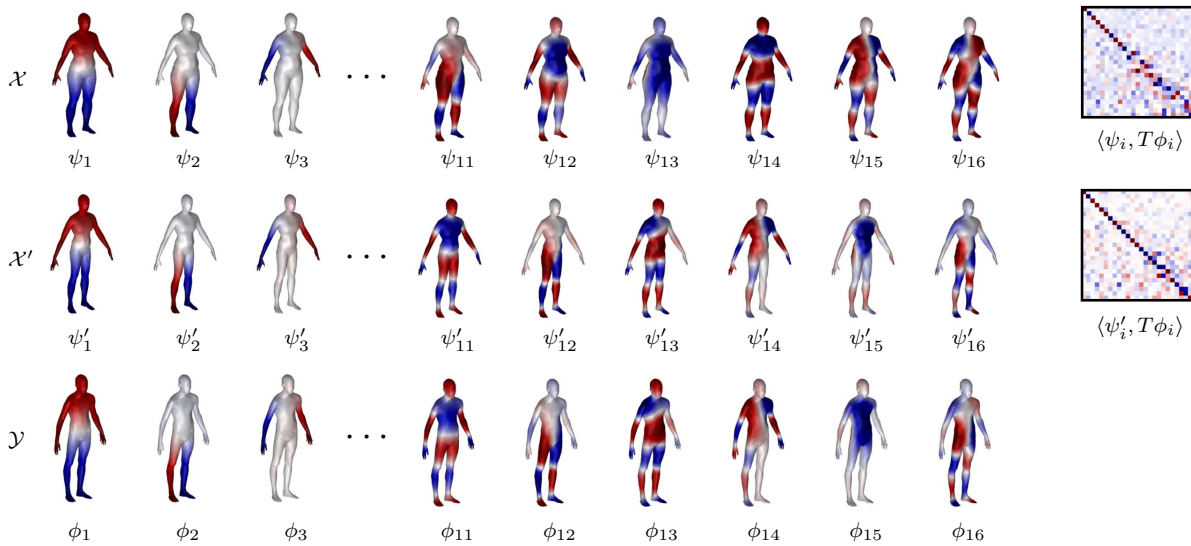 𝒳
ψ₁ ψ₂ ψ₃ ··· ψ₁₁ ψ₁₂ ψ₁₃ ψ₁₄ ψ₁₅ ψ₁₆ ⟨ψᵢ, Tϕᵢ⟩
𝒳′
ψ′₁ ψ′₂ ψ′₃ ··· ψ′₁₁ ψ′₁₂ ψ′₁₃ ψ′₁₄ ψ′₁₅ ψ′₁₆ ⟨ψ′ᵢ, Tϕᵢ⟩
𝒴
ϕ₁ ϕ₂ ϕ₃ ··· ϕ₁₁ ϕ₁₂ ϕ₁₃ ϕ₁₄ ϕ₁₅ ϕ₁₆